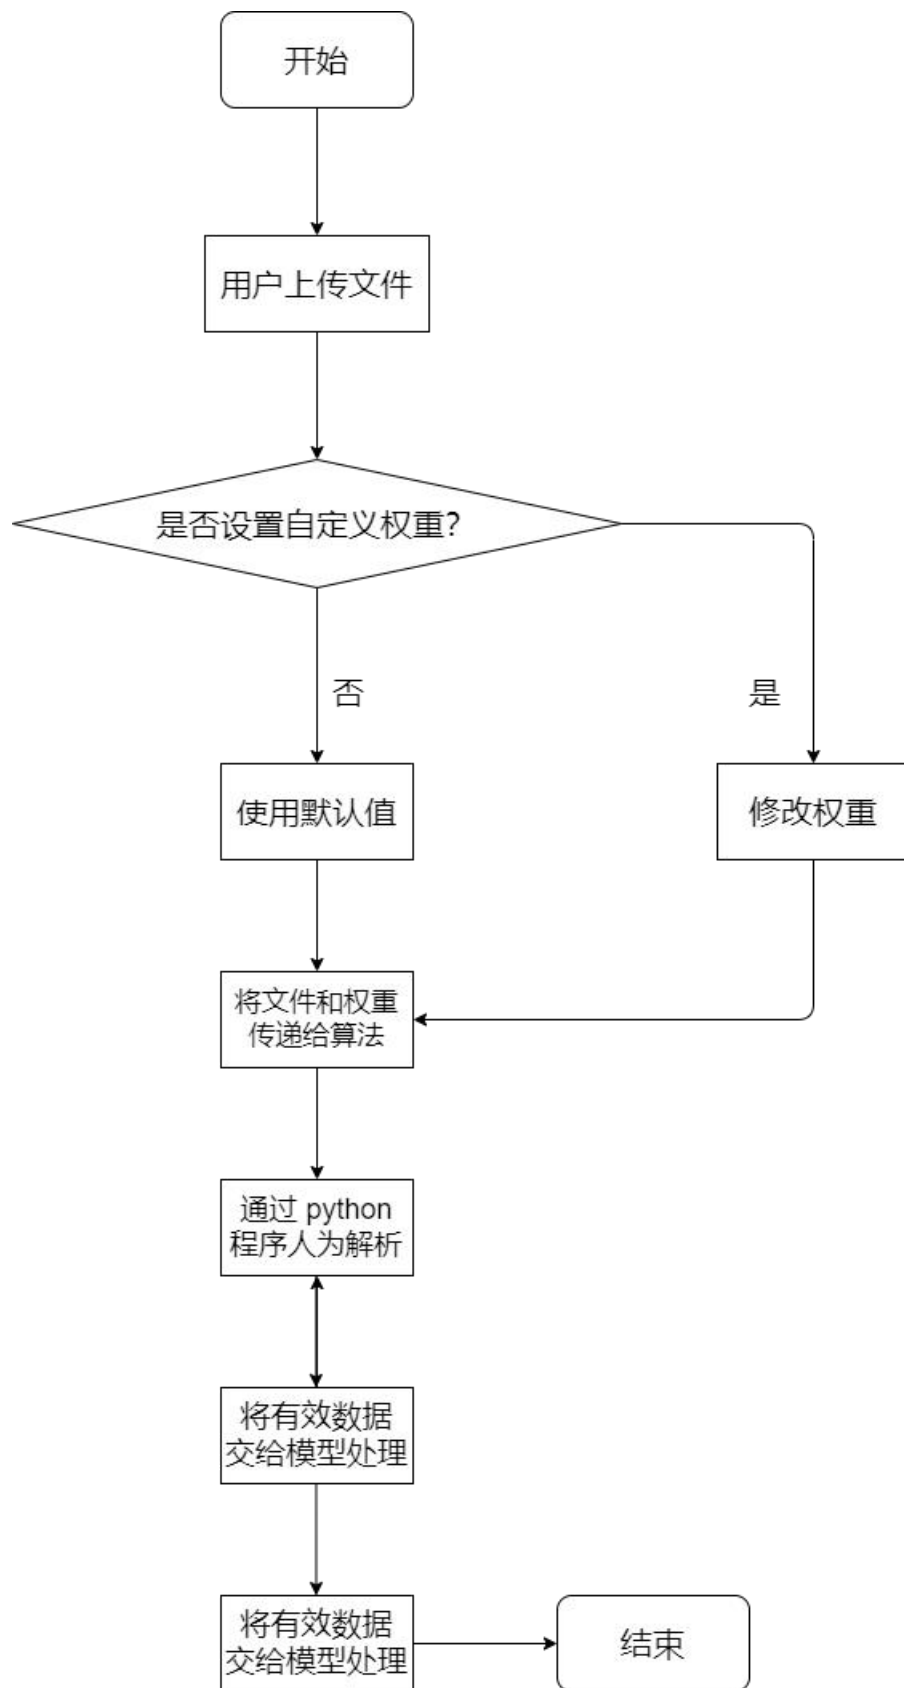 开始
用户上传文件
是否设置自定义权重?
否
是
使用默认值
修改权重
将文件和权重
传递给算法
通过 python
程序人为解析
将有效数据
交给模型处理
将有效数据
交给模型处理
结束